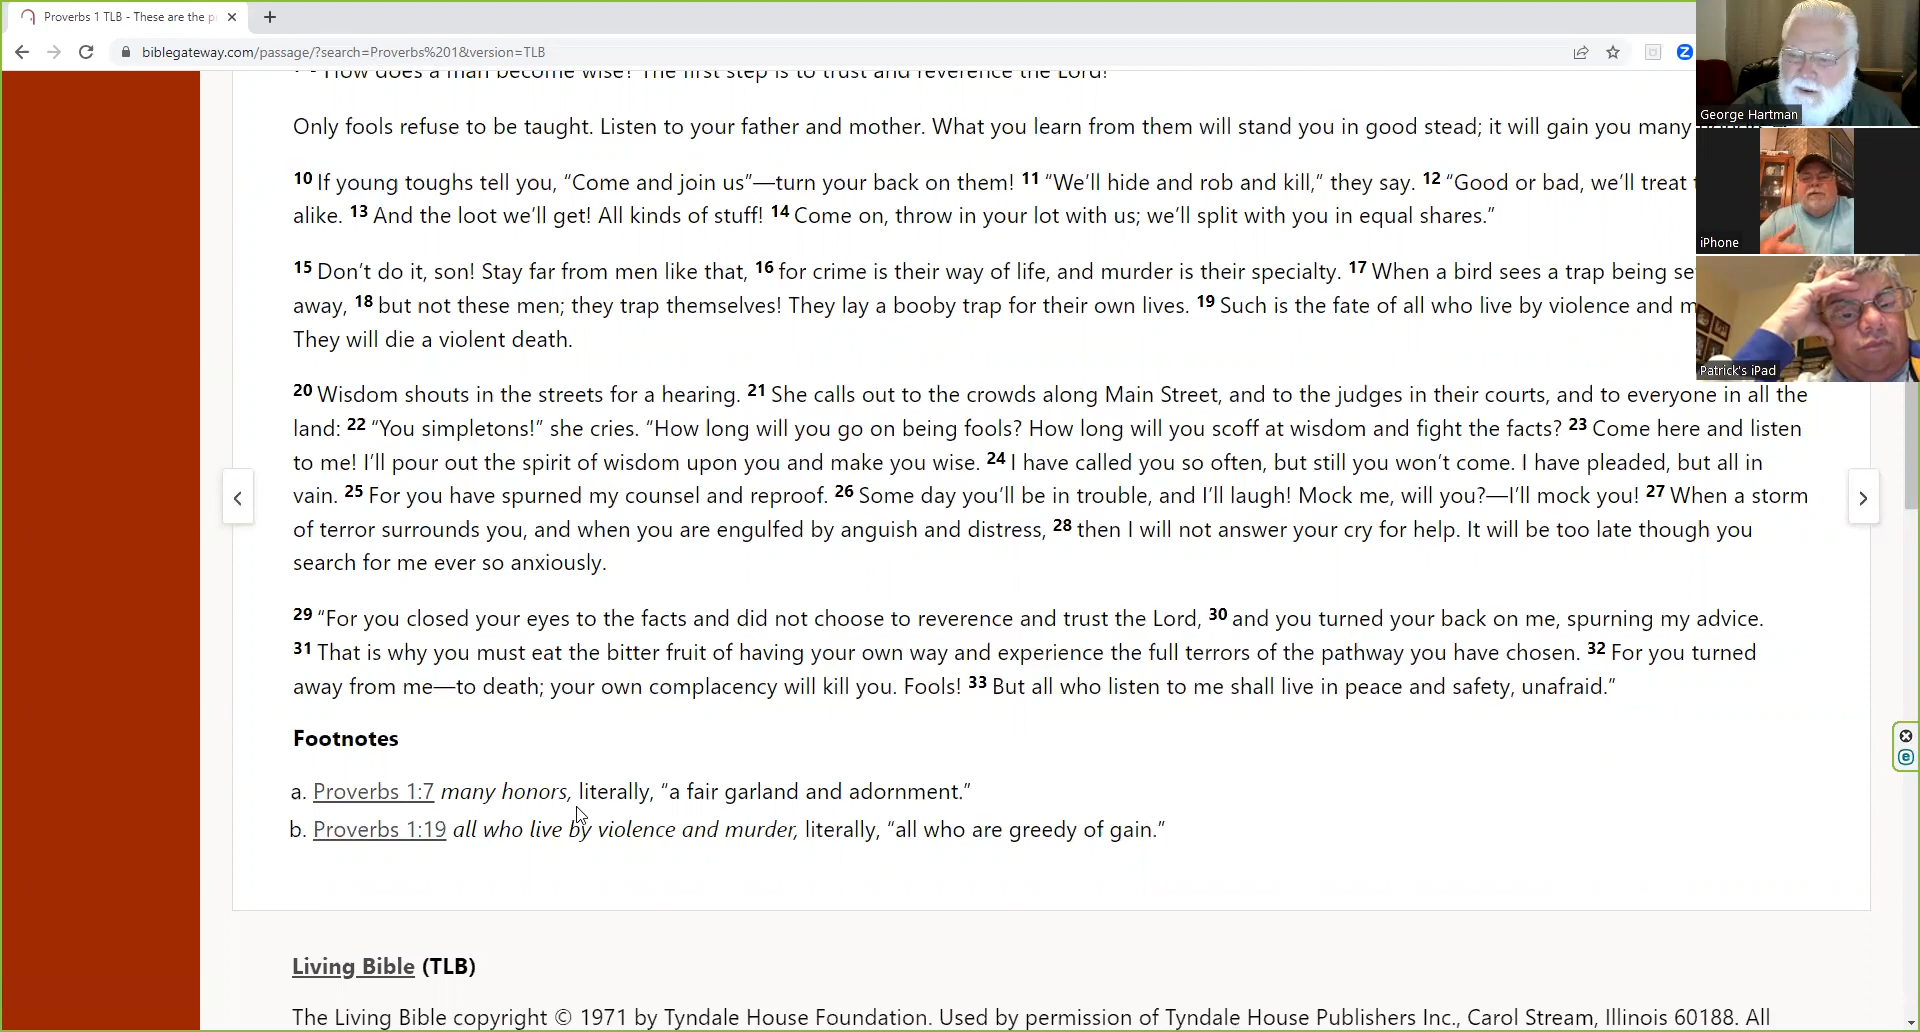 Proverbs 1 TLB - These are the p
biblegateway.com/passage/?search=Proverbs%201&version=TLB
How does a man become wise? The first step is to trust and reverence the Lord!
Only fools refuse to be taught. Listen to your father and mother. What you learn from them will stand you in good stead; it will gain you many
10 If young toughs tell you, “Come and join us”—turn your back on them! 11 “We’ll hide and rob and kill,” they say. 12 “Good or bad, we’ll treat
alike. 13 And the loot we’ll get! All kinds of stuff! 14 Come on, throw in your lot with us; we’ll split with you in equal shares.”
15 Don’t do it, son! Stay far from men like that, 16 for crime is their way of life, and murder is their specialty. 17 When a bird sees a trap being se
away, 18 but not these men; they trap themselves! They lay a booby trap for their own lives. 19 Such is the fate of all who live by violence and m
They will die a violent death.
20 Wisdom shouts in the streets for a hearing. 21 She calls out to the crowds along Main Street, and to the judges in their courts, and to everyone in all the
land: 22 “You simpletons!” she cries. “How long will you go on being fools? How long will you scoff at wisdom and fight the facts? 23 Come here and listen
to me! I’ll pour out the spirit of wisdom upon you and make you wise. 24 I have called you so often, but still you won’t come. I have pleaded, but all in
vain. 25 For you have spurned my counsel and reproof. 26 Some day you’ll be in trouble, and I’ll laugh! Mock me, will you?—I’ll mock you! 27 When a storm
of terror surrounds you, and when you are engulfed by anguish and distress, 28 then I will not answer your cry for help. It will be too late though you
search for me ever so anxiously.
29 “For you closed your eyes to the facts and did not choose to reverence and trust the Lord, 30 and you turned your back on me, spurning my advice.
31 That is why you must eat the bitter fruit of having your own way and experience the full terrors of the pathway you have chosen. 32 For you turned
away from me—to death; your own complacency will kill you. Fools! 33 But all who listen to me shall live in peace and safety, unafraid.”
Footnotes
a. Proverbs 1:7 many honors, literally, “a fair garland and adornment.”
b. Proverbs 1:19 all who live by violence and murder, literally, “all who are greedy of gain.”
Living Bible (TLB)
The Living Bible copyright © 1971 by Tyndale House Foundation. Used by permission of Tyndale House Publishers Inc., Carol Stream, Illinois 60188. All
George Hartman
iPhone
Patrick's iPad